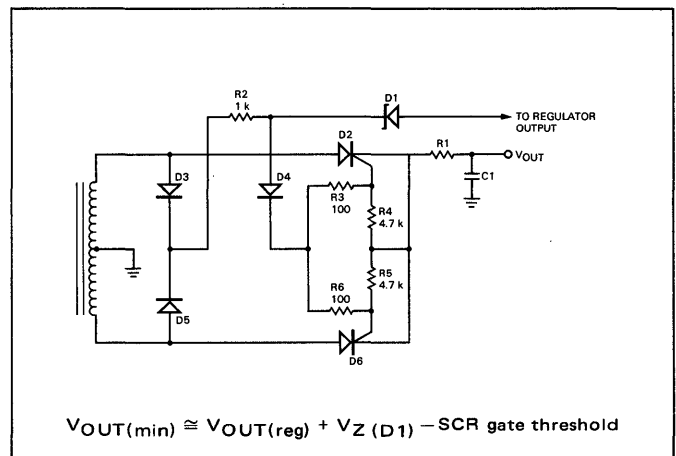 R2
1 k
D1
TO REGULATOR
OUTPUT
D2
R1
VOUT
D3
D4
C1
R3
100
R4
4.7 k
R5
4.7 k
R6
100
D5
D6
VOUT(min) ≅ VOUT(reg) + VZ (D1) – SCR gate threshold